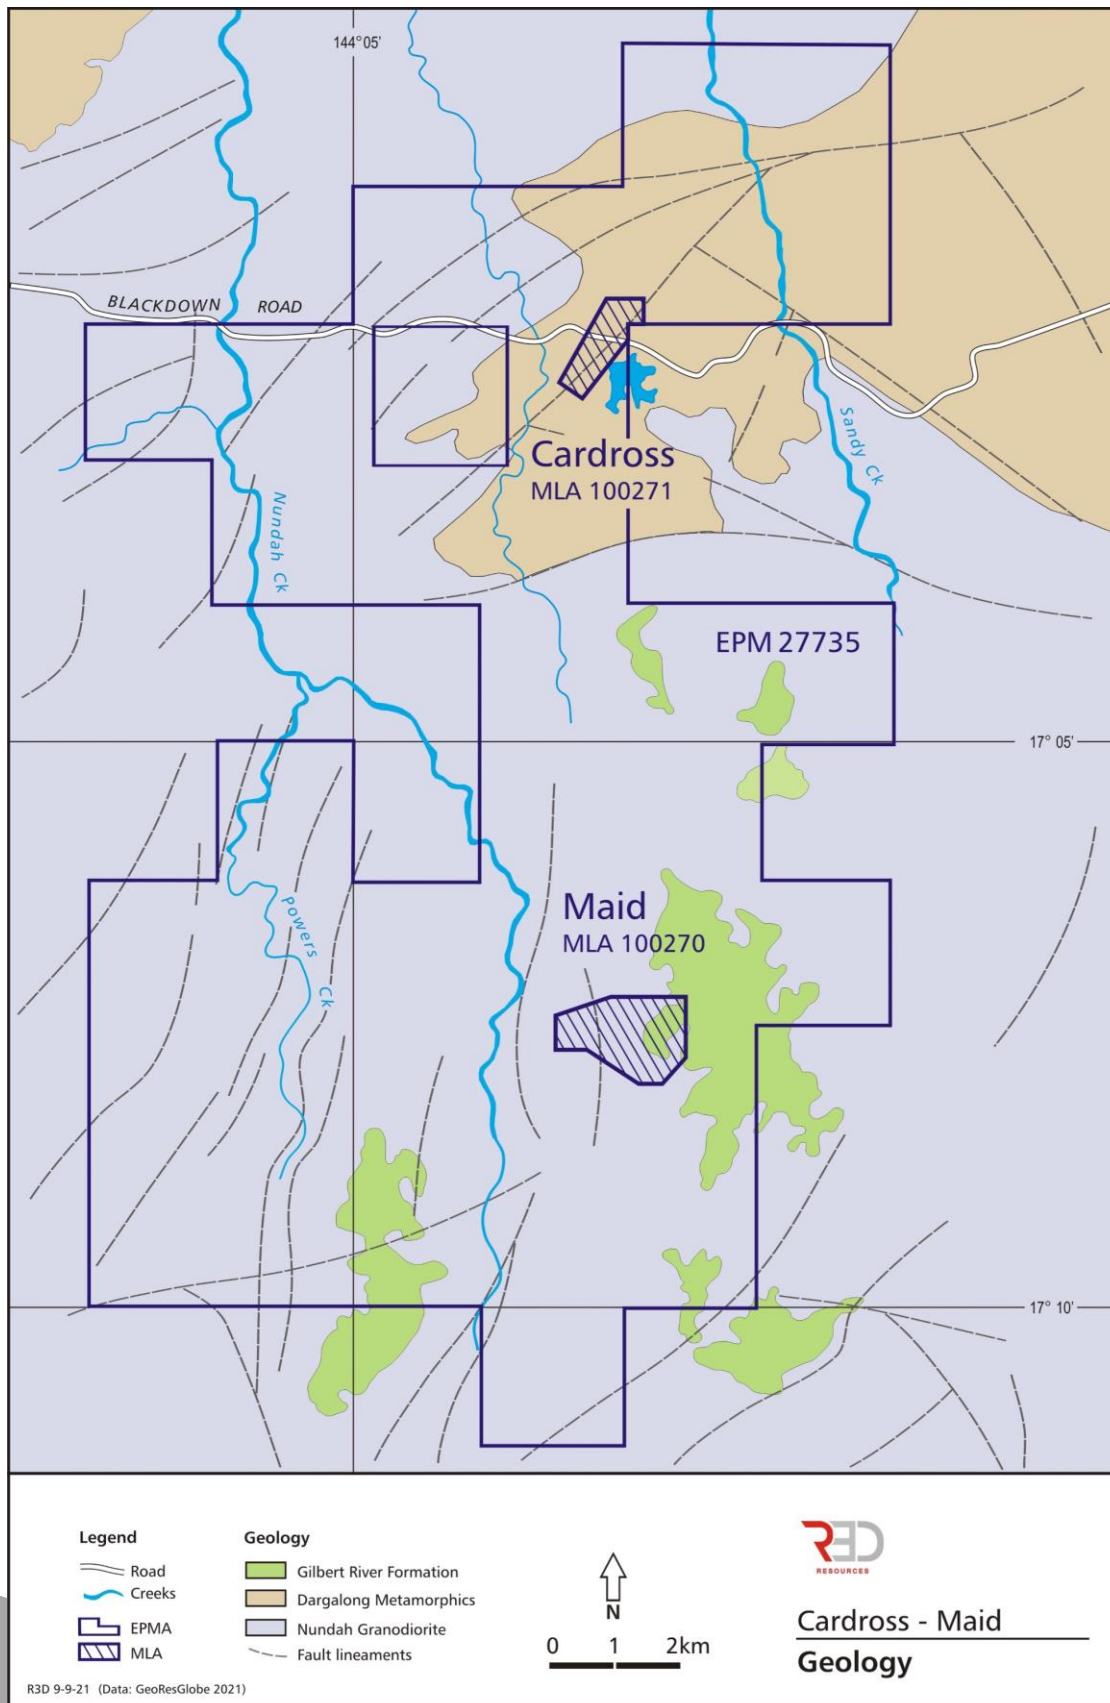 144°05'
BLACKDOWN ROAD
Cardross
MLA 100271
Sandy Ck
Nundah Ck
EPM 27735
17° 05'
Maid
MLA 100270
Powers Ck
17° 10'
Legend
Road
Creeks
EPMA
MLA
Geology
Gilbert River Formation
Dargalong Metamorphics
Nundah Granodiorite
Fault lineaments
N
0 1 2km
R3D
RESOURCES
Cardross - Maid
Geology
R3D 9-9-21 (Data: GeoResGlobe 2021)